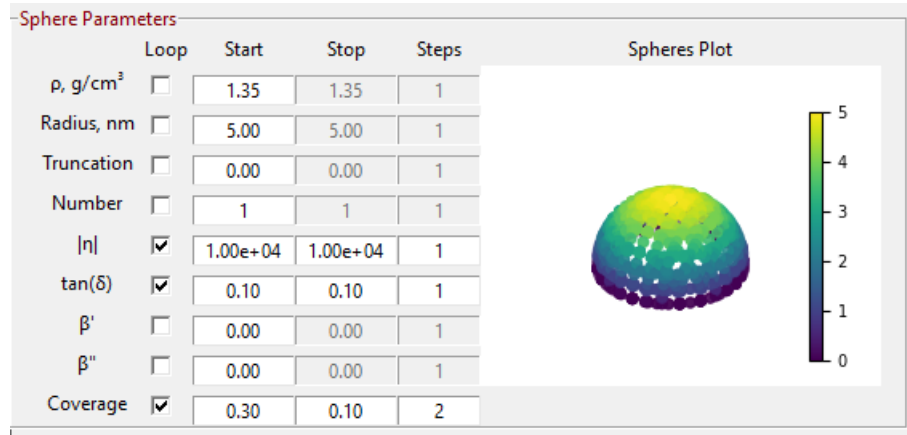 Sphere Parameters
Loop Start Stop Steps Spheres Plot
ρ, g/cm³ 1.35 1.35 1
Radius, nm 5.00 5.00 1
Truncation 0.00 0.00 1
Number 1 1 1
|η| 1.00e+04 1.00e+04 1
tan(δ) 0.10 0.10 1
β' 0.00 0.00 1
β" 0.00 0.00 1
Coverage 0.30 0.10 2
5
4
3
2
1
0